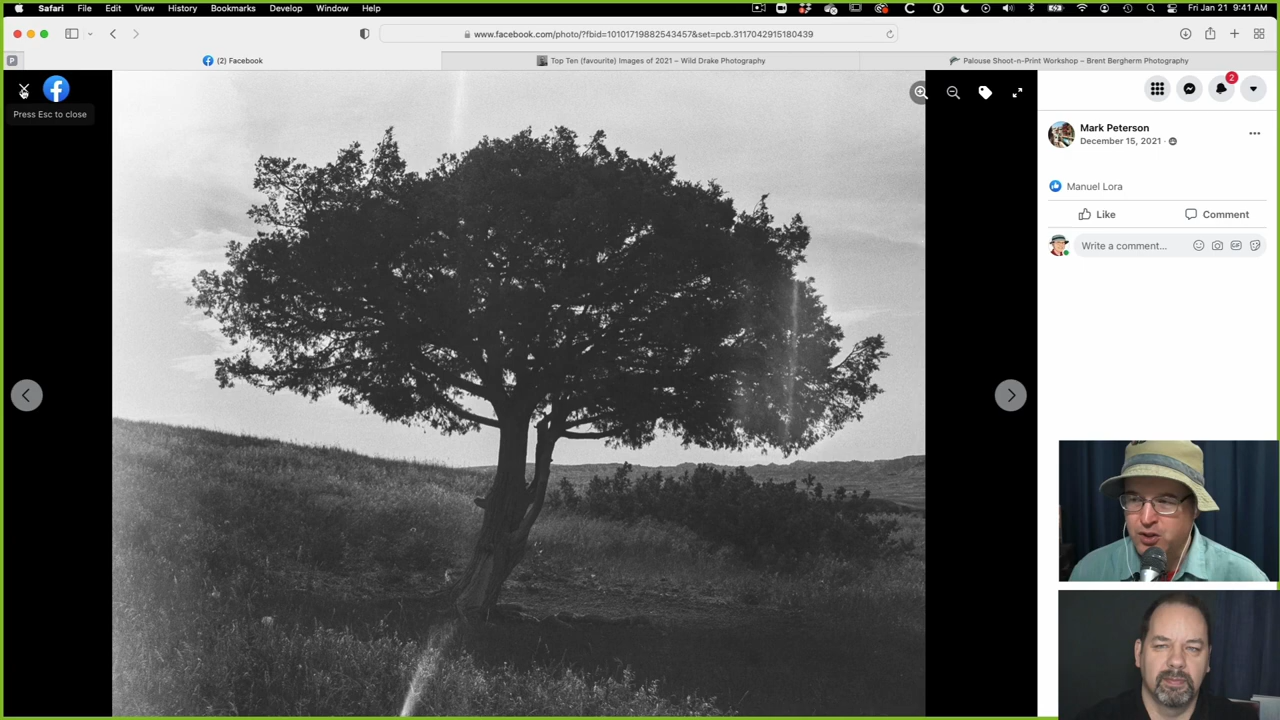 Safari File Edit View History Bookmarks Develop Window Help Fri Jan 21 9:41 AM
www.facebook.com/photo/?fbid=10101719882543457&set=pcb.3117042915180439
(2) Facebook
Top Ten (favourite) Images of 2021 – Wild Drake Photography
Palouse Shoot-n-Print Workshop – Brent Bergherm Photography
Press Esc to close
2
Mark Peterson
December 15, 2021 ·
Manuel Lora
Like
Comment
Write a comment...